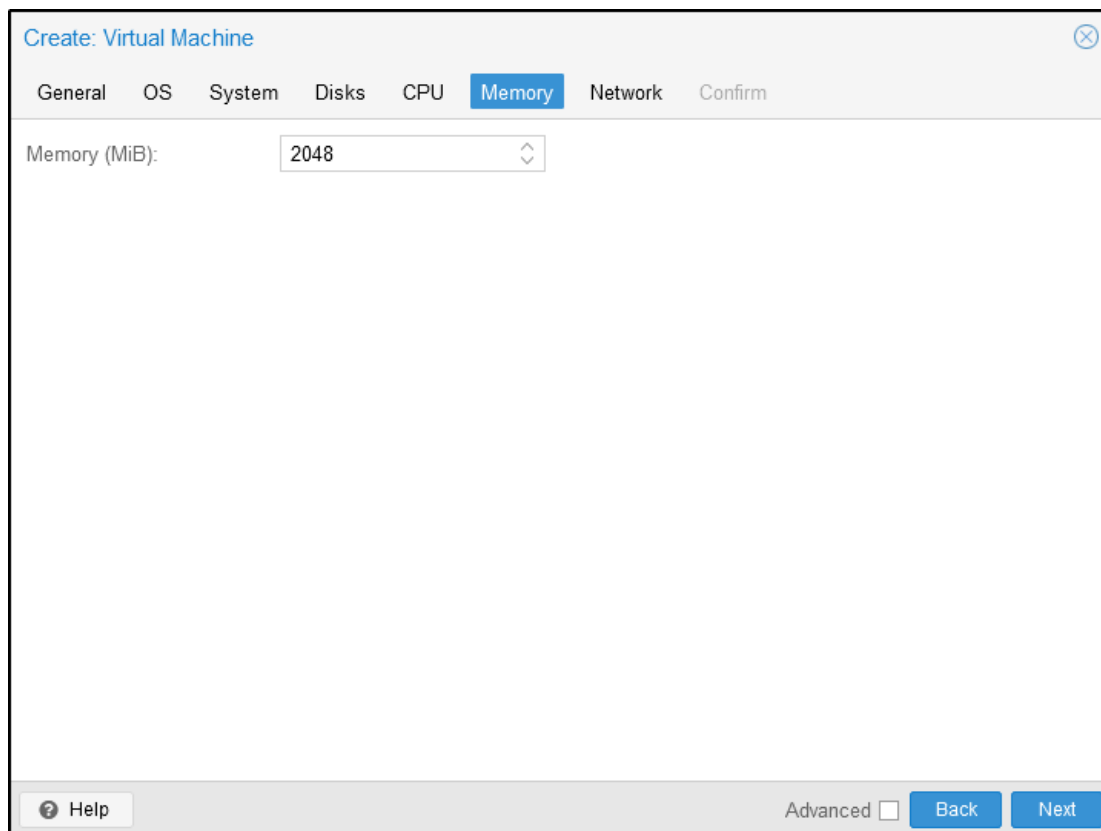 Create: Virtual Machine
General OS System Disks CPU Memory Network Confirm
Memory (MiB): 2048
Help Advanced Back Next